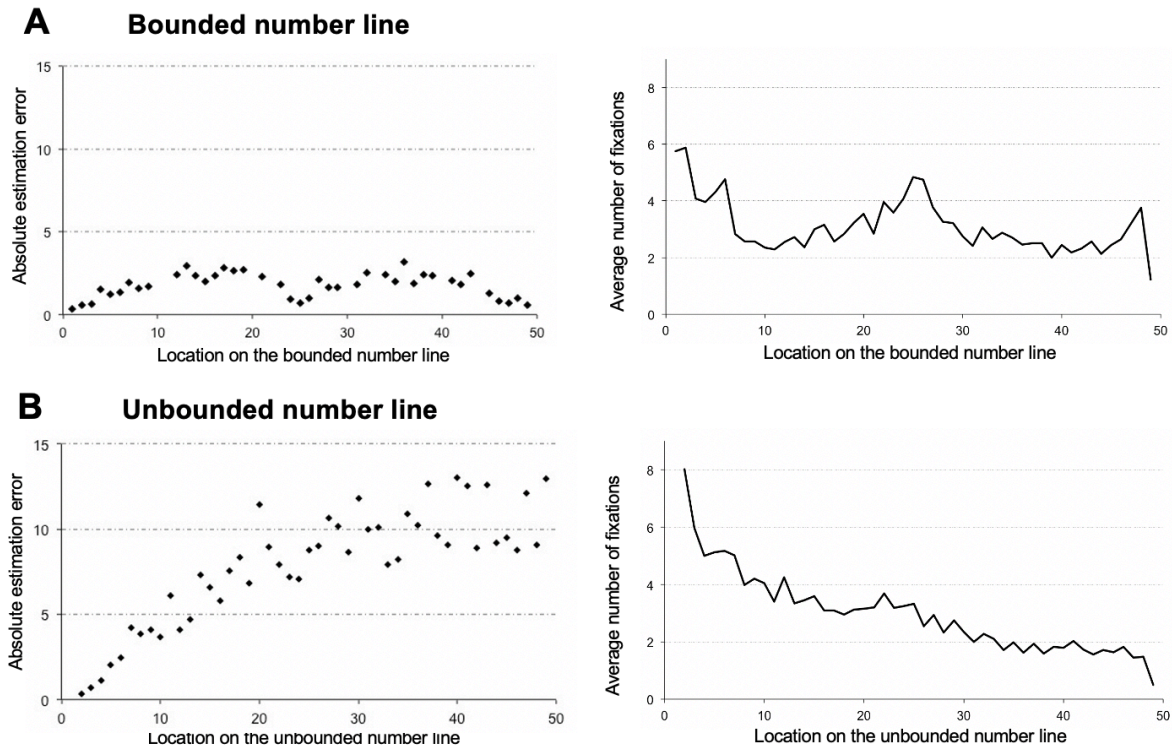 A Bounded number line
Absolute estimation error
15
10
5
0
0 10 20 30 40 50
Location on the bounded number line
Average number of fixations
8
6
4
2
0
0 10 20 30 40 50
Location on the bounded number line
B Unbounded number line
Absolute estimation error
15
10
5
0
0 10 20 30 40 50
Location on the unbounded number line
Average number of fixations
8
6
4
2
0
0 10 20 30 40 50
Location on the unbounded number line